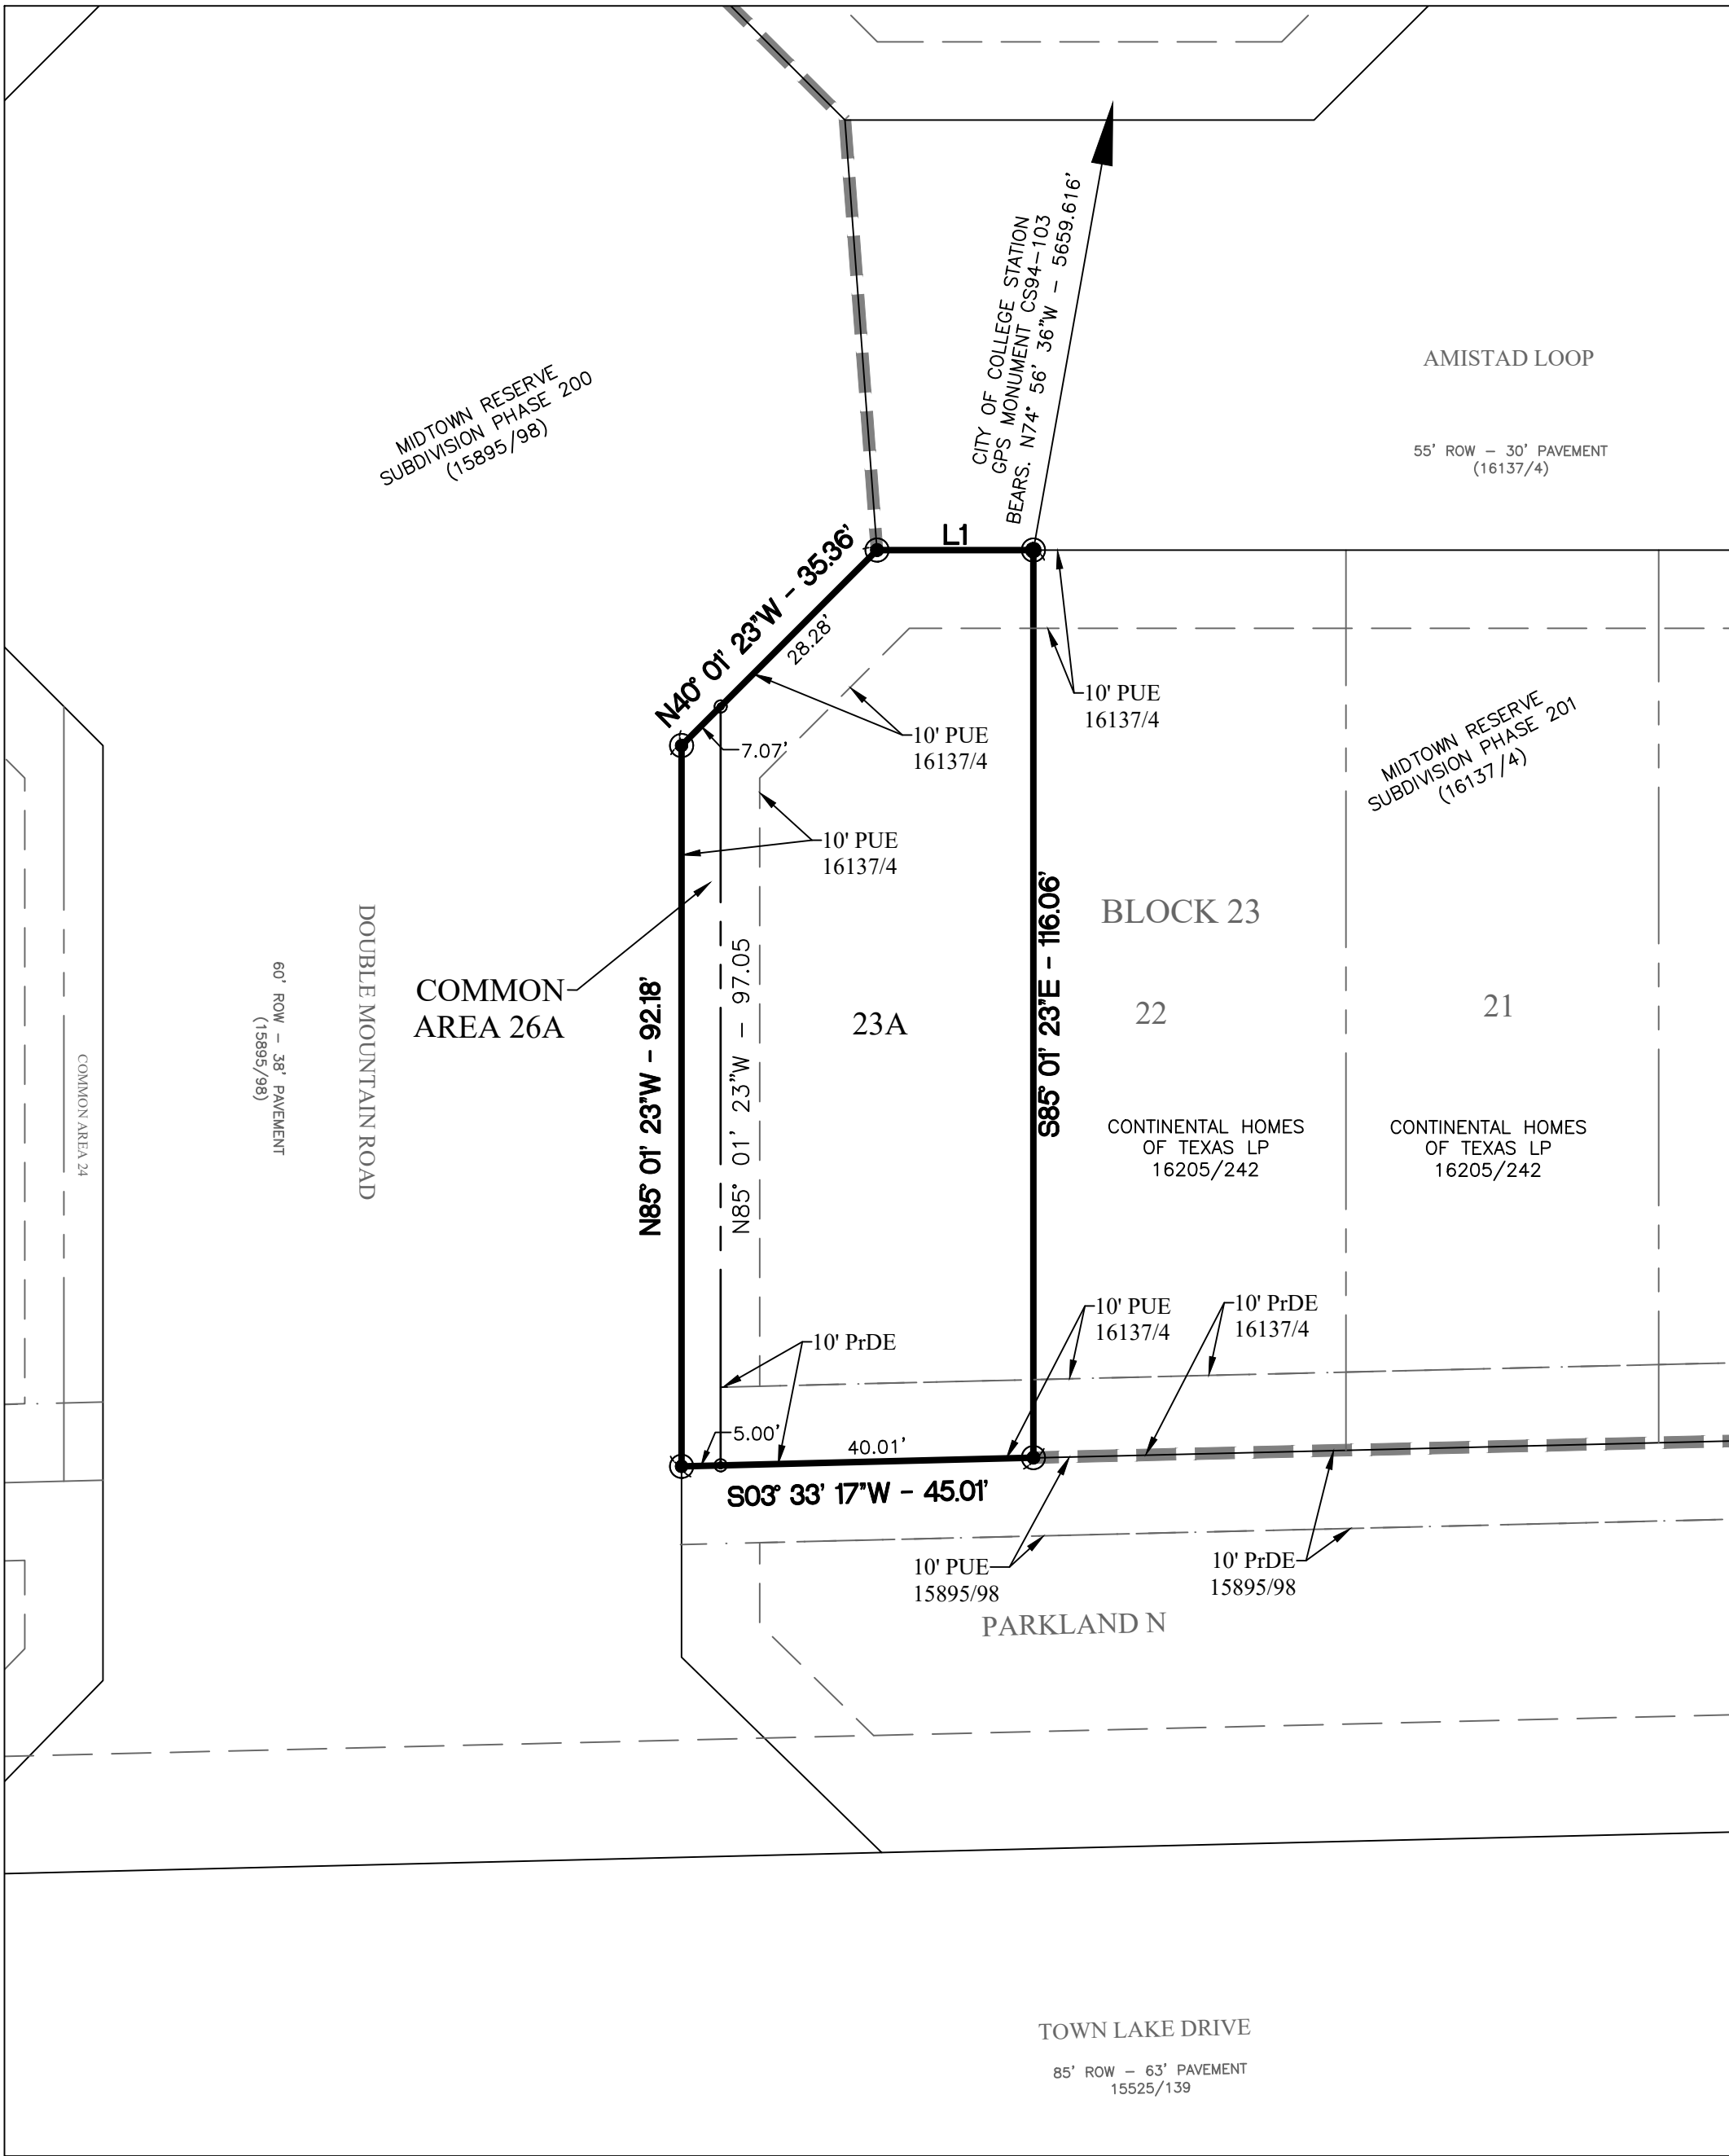 CITY OF COLLEGE STATION
GPS MONUMENT CS94-103
BEARS. N74° 56' 36"W - 5659.616'
AMISTAD LOOP
55' ROW - 30' PAVEMENT
(16137/4)
MIDTOWN RESERVE
SUBDIVISION PHASE 200
(15895/98)
L1
N40° 01' 23"W - 35.36'
28.28'
7.07'
10' PUE
16137/4
10' PUE
16137/4
10' PUE
16137/4
MIDTOWN RESERVE
SUBDIVISION PHASE 201
(16137/4)
COMMON
AREA 26A
N85° 01' 23"W - 92.18'
N85° 01' 23"W - 97.05
23A
S85° 01' 23"E - 116.06'
BLOCK 23
22
21
CONTINENTAL HOMES
OF TEXAS LP
16205/242
CONTINENTAL HOMES
OF TEXAS LP
16205/242
DOUBLE MOUNTAIN ROAD
60' ROW - 38' PAVEMENT
(15895/98)
COMMON AREA 24
10' PrDE
10' PUE
16137/4
10' PrDE
16137/4
5.00'
40.01'
S03° 33' 17"W - 45.01'
10' PUE
15895/98
10' PrDE
15895/98
PARKLAND N
TOWN LAKE DRIVE
85' ROW - 63' PAVEMENT
15525/139